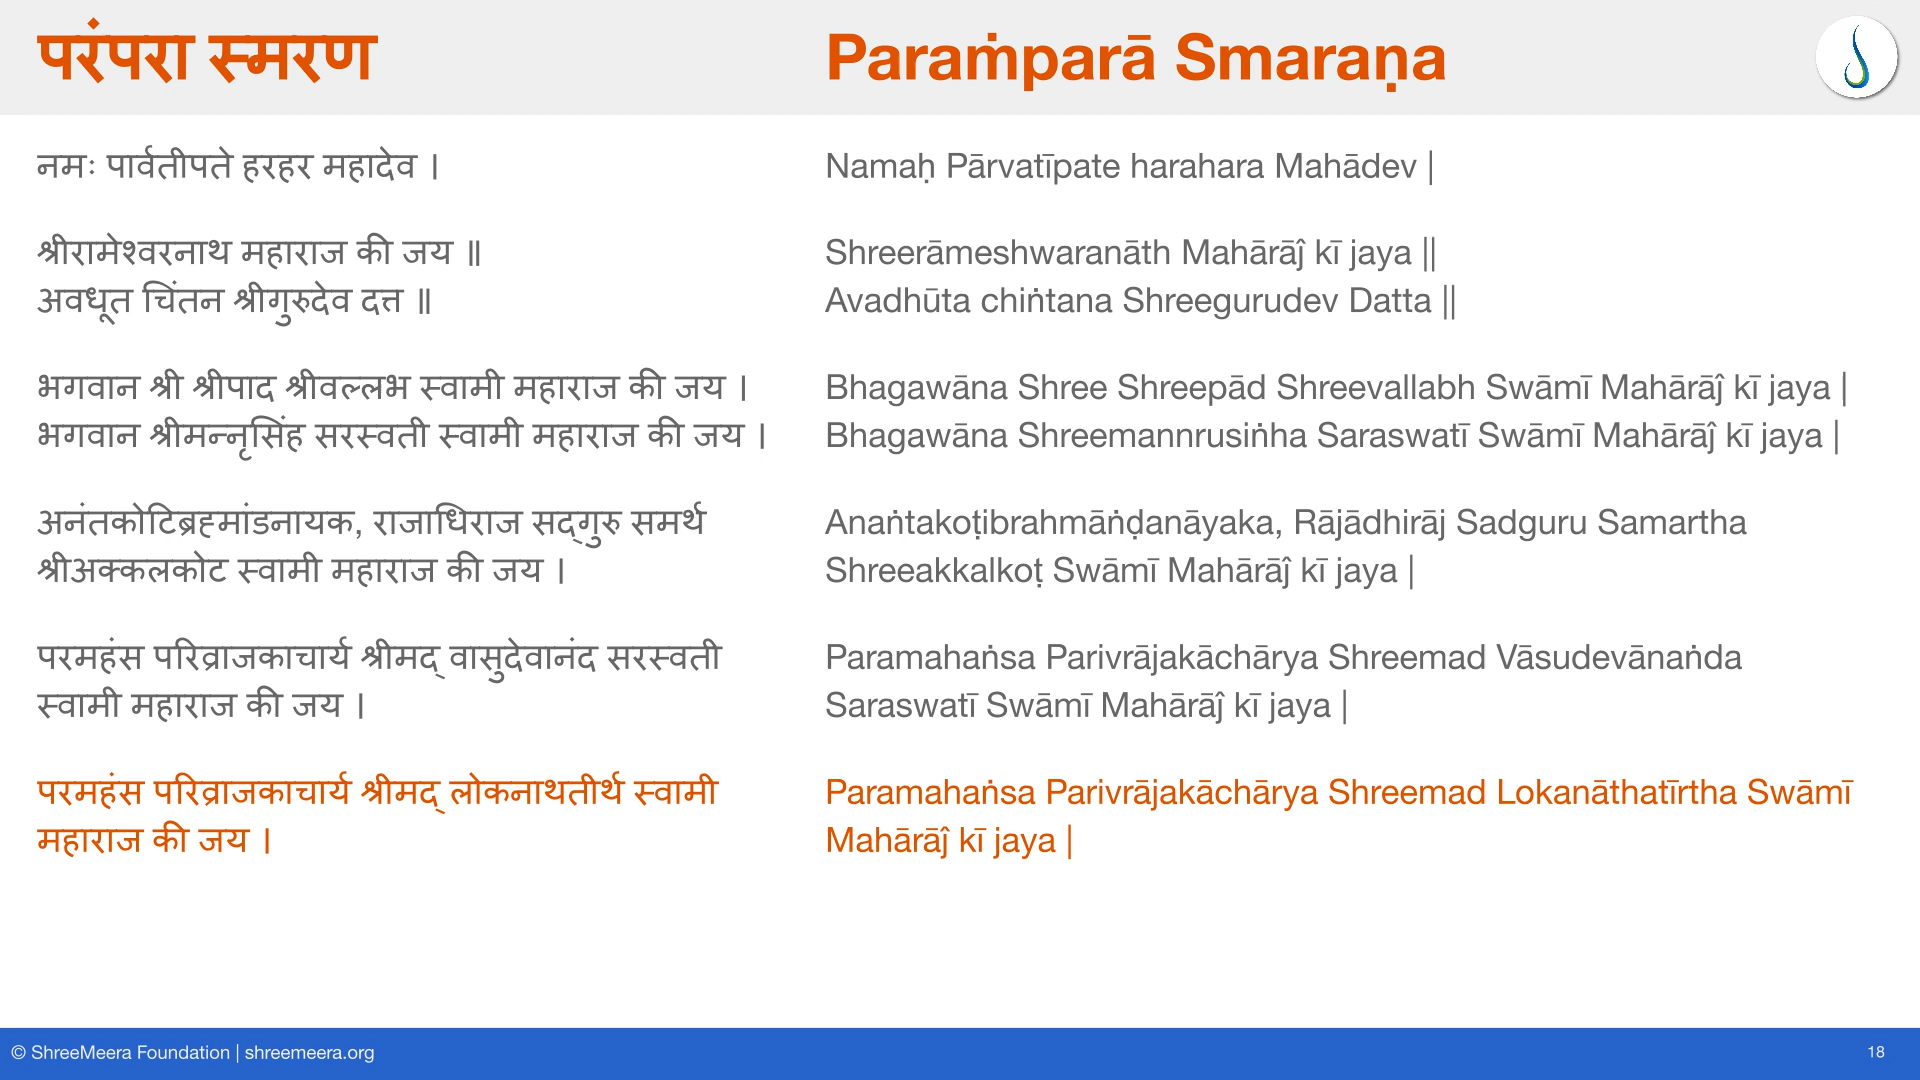 परंपरा स्मरण
Paraṁparā Smaraṇa
नमः पार्वतीपते हरहर महादेव ।
श्रीरामेश्वरनाथ महाराज की जय ॥
अवधूत चिंतन श्रीगुरुदेव दत्त ॥
भगवान श्री श्रीपाद श्रीवल्लभ स्वामी महाराज की जय ।
भगवान श्रीमन्नृसिंह सरस्वती स्वामी महाराज की जय ।
अनंतकोटिब्रह्मांडनायक, राजाधिराज सद्‌गुरु समर्थ
श्रीअक्कलकोट स्वामी महाराज की जय ।
परमहंस परिव्राजकाचार्य श्रीमद् वासुदेवानंद सरस्वती
स्वामी महाराज की जय ।
परमहंस परिव्राजकाचार्य श्रीमद् लोकनाथतीर्थ स्वामी
महाराज की जय ।
Namaḥ Pārvatīpate harahara Mahādev |
Shreerāmeshwaranāth Mahārāĵ kī jaya ||
Avadhūta chiṅtana Shreegurudev Datta ||
Bhagawāna Shree Shreepād Shreevallabh Swāmī Mahārāĵ kī jaya |
Bhagawāna Shreemannrusiṅha Saraswatī Swāmī Mahārāĵ kī jaya |
Anaṅtakoṭibrahmāṅḍanāyaka, Rājādhirāj Sadguru Samartha
Shreeakkalkoṭ Swāmī Mahārāĵ kī jaya |
Paramahaṅsa Parivrājakāchārya Shreemad Vāsudevānaṅda
Saraswatī Swāmī Mahārāĵ kī jaya |
Paramahaṅsa Parivrājakāchārya Shreemad Lokanāthatīrtha Swāmī
Mahārāĵ kī jaya |
© ShreeMeera Foundation | shreemeera.org
18